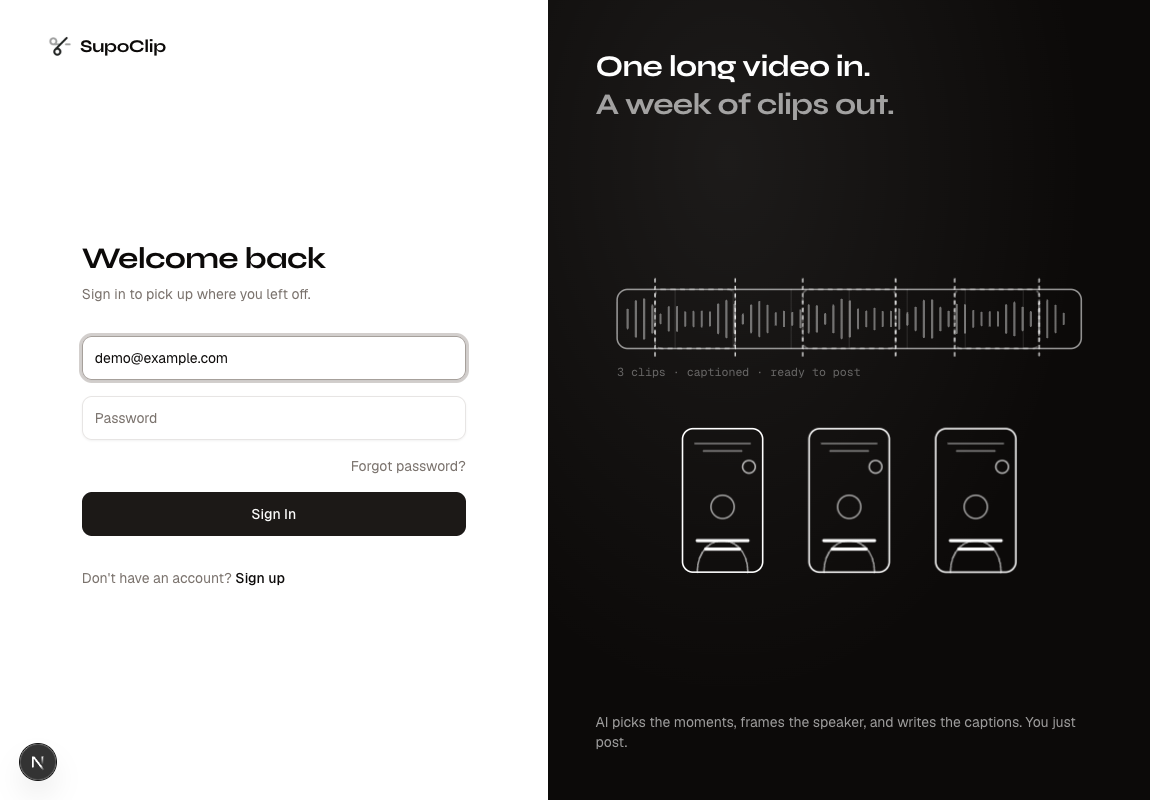 SupoClip
Welcome back
Sign in to pick up where you left off.
demo@example.com
Password
Forgot password?
Sign In
Don't have an account? Sign up
N
One long video in.
A week of clips out.
3 clips · captioned · ready to post
AI picks the moments, frames the speaker, and writes the captions. You just
post.